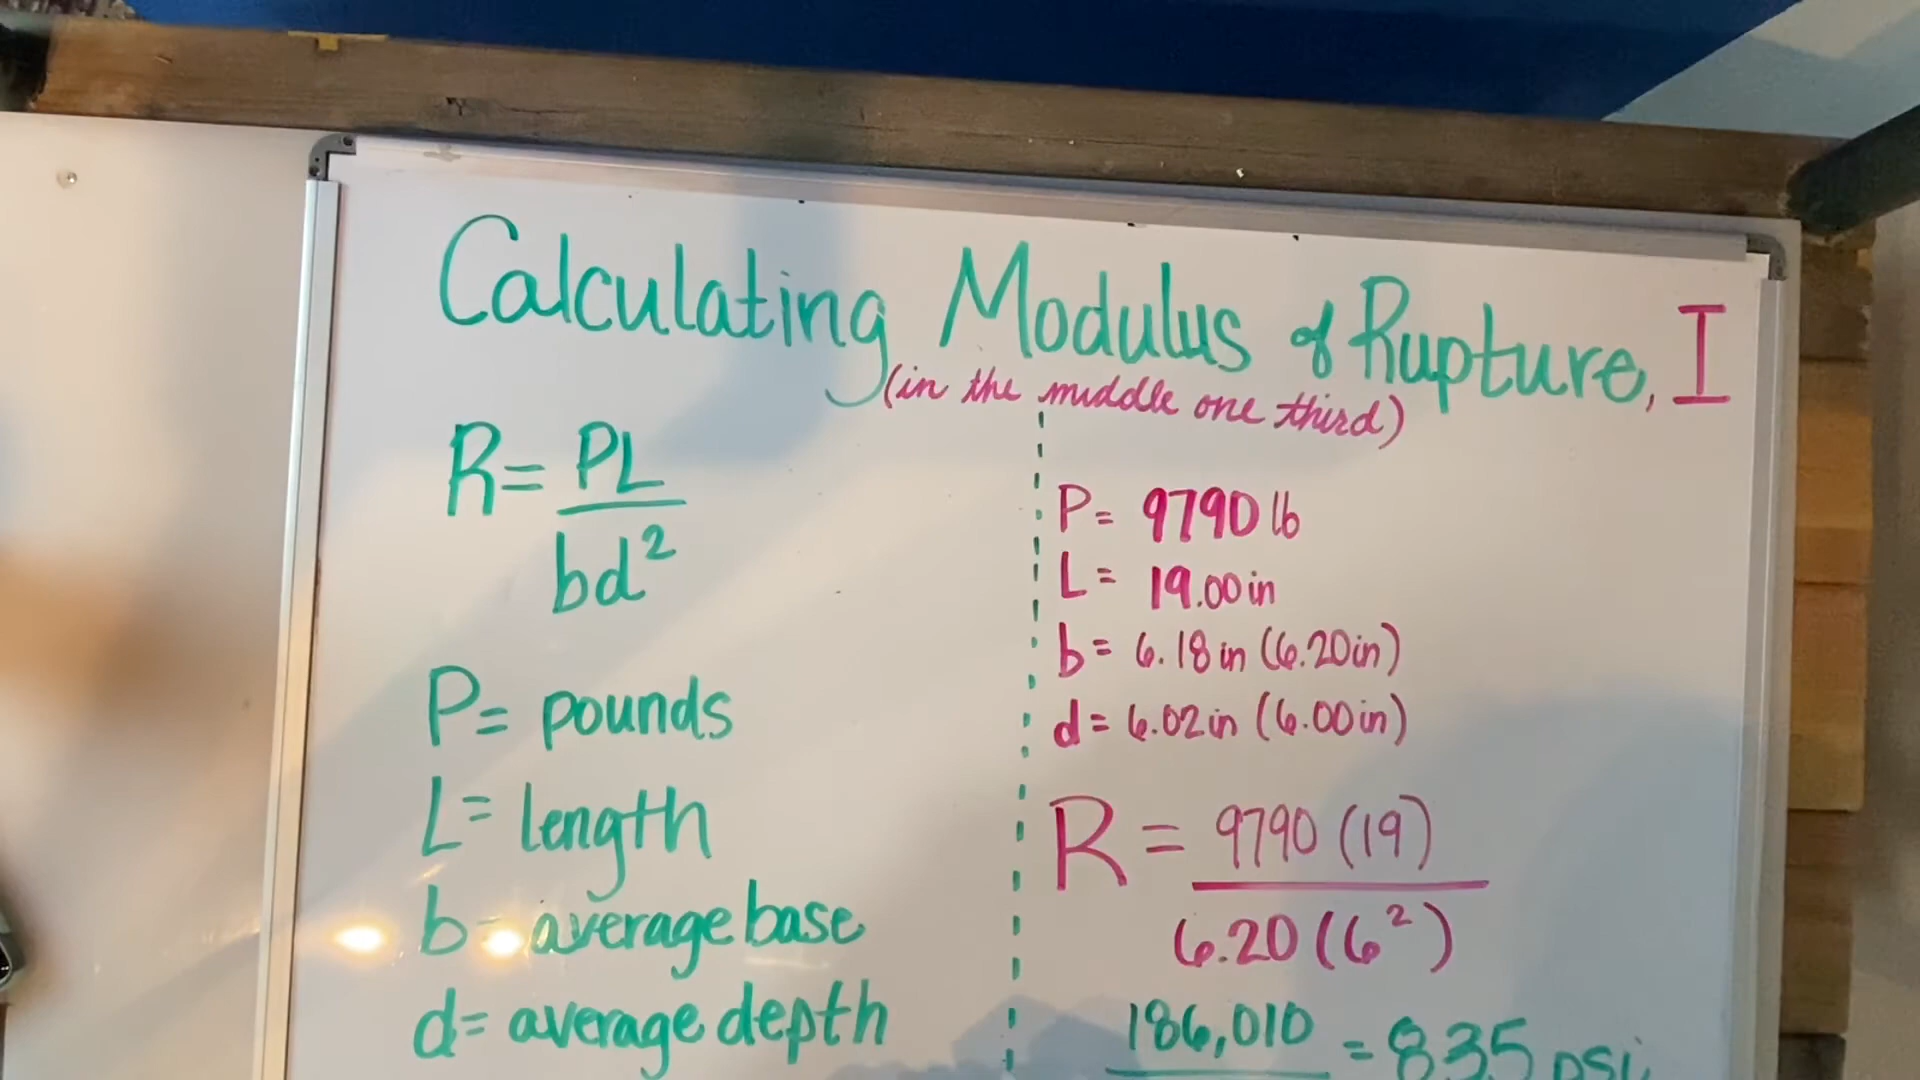 Calculating Modulus of Rupture, I
(in the middle one third)
R = PL
bd²
P = pounds
L = length
b = average base
d = average depth
P = 9790 lb
L = 19.00 in
b = 6.18 in (6.20 in)
d = 6.02 in (6.00 in)
R = 9790 (19)
6.20 (6²)
186,010 = 835 psi